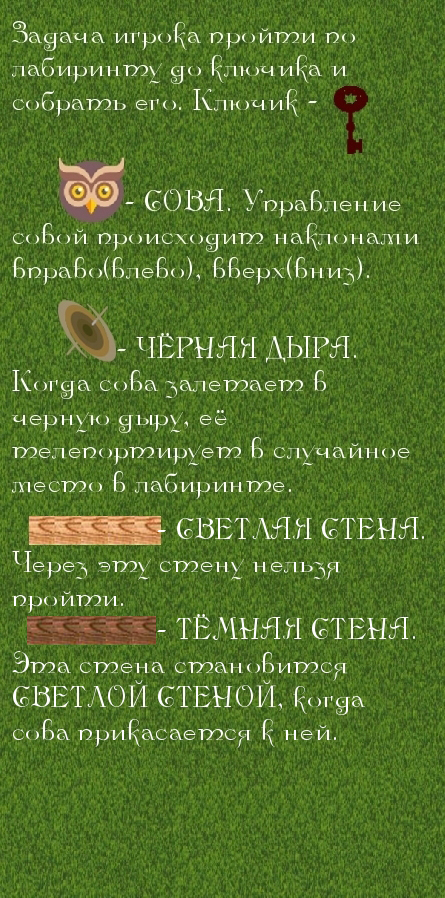 Задача игрока пройти по
лабиринту до ключика и
собрать его. Ключик -
- СОВА. Управление
совой происходит наклонами
вправо(влево), вверх(вниз).
- ЧЁРНАЯ ДЫРА.
Когда сова залетает в
черную дыру, её
телепортирует в случайное
место в лабиринте.
- СВЕТЛАЯ СТЕНА.
Через эту стену нельзя
пройти.
- ТЁМНАЯ СТЕНА.
Эта стена становится
СВЕТЛОЙ СТЕНОЙ, когда
сова прикасается к ней.